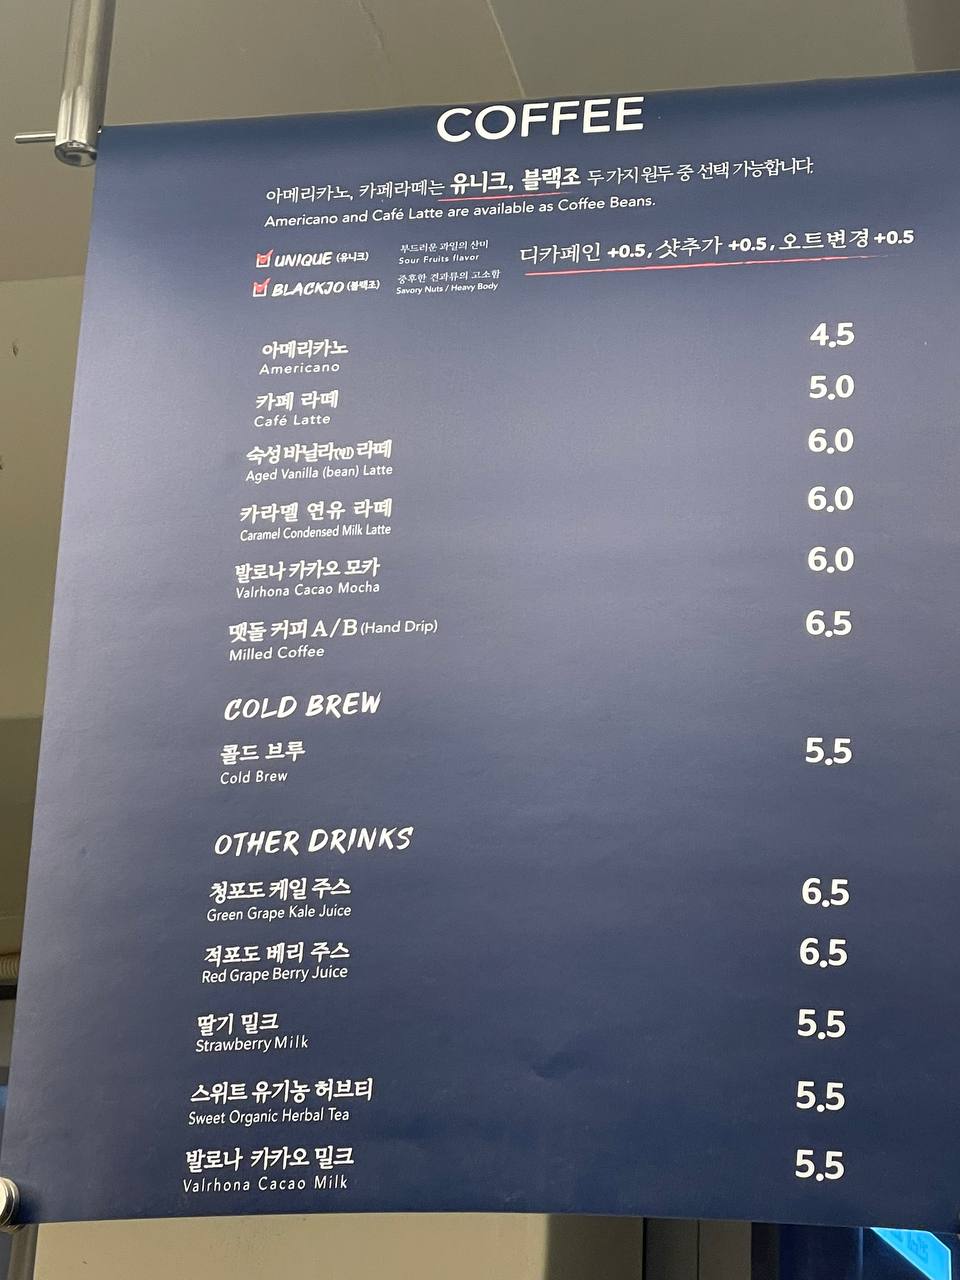 COFFEE
아메리카노, 카페라떼는 유니크, 블랙조 두가지 원두 중 선택 가능합니다.
Americano and Café Latte are available as Coffee Beans.
UNIQUE (유니크) 부드러운 과일의 산미
Sour Fruits flavor
BLACKJO (블랙조) 중후한 견과류의 고소함
Savory Nuts / Heavy Body
디카페인 +0.5, 샷추가 +0.5, 오트변경 +0.5
아메리카노 4.5
Americano
카페 라떼 5.0
Café Latte
숙성 바닐라(빈) 라떼 6.0
Aged Vanilla (bean) Latte
카라멜 연유 라떼 6.0
Caramel Condensed Milk Latte
발로나 카카오 모카 6.0
Valrhona Cacao Mocha
맷돌 커피 A/B (Hand Drip) 6.5
Milled Coffee
COLD BREW
콜드 브루 5.5
Cold Brew
OTHER DRINKS
청포도 케일 주스 6.5
Green Grape Kale Juice
적포도 베리 주스 6.5
Red Grape Berry Juice
딸기 밀크 5.5
Strawberry Milk
스위트 유기농 허브티 5.5
Sweet Organic Herbal Tea
발로나 카카오 밀크 5.5
Valrhona Cacao Milk